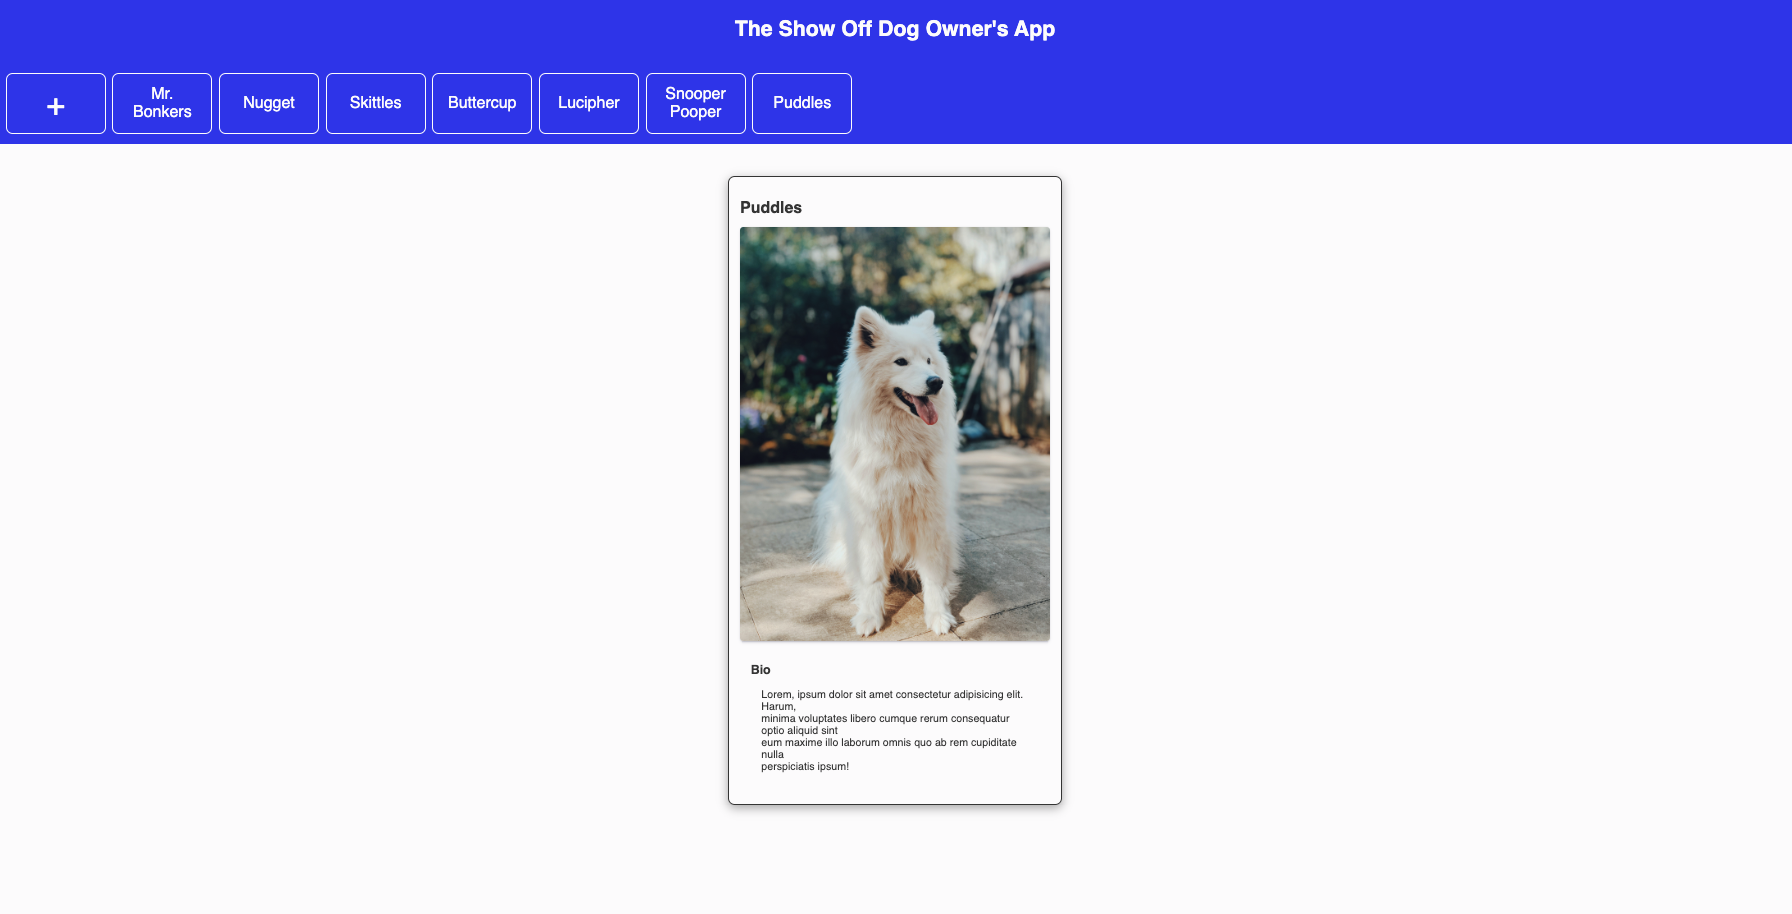 The Show Off Dog Owner's App
+
Mr.
Bonkers
Nugget
Skittles
Buttercup
Lucipher
Snooper
Pooper
Puddles
Puddles
Bio
Lorem, ipsum dolor sit amet consectetur adipisicing elit.
Harum,
minima voluptates libero cumque rerum consequatur
optio aliquid sint
eum maxime illo laborum omnis quo ab rem cupiditate
nulla
perspiciatis ipsum!